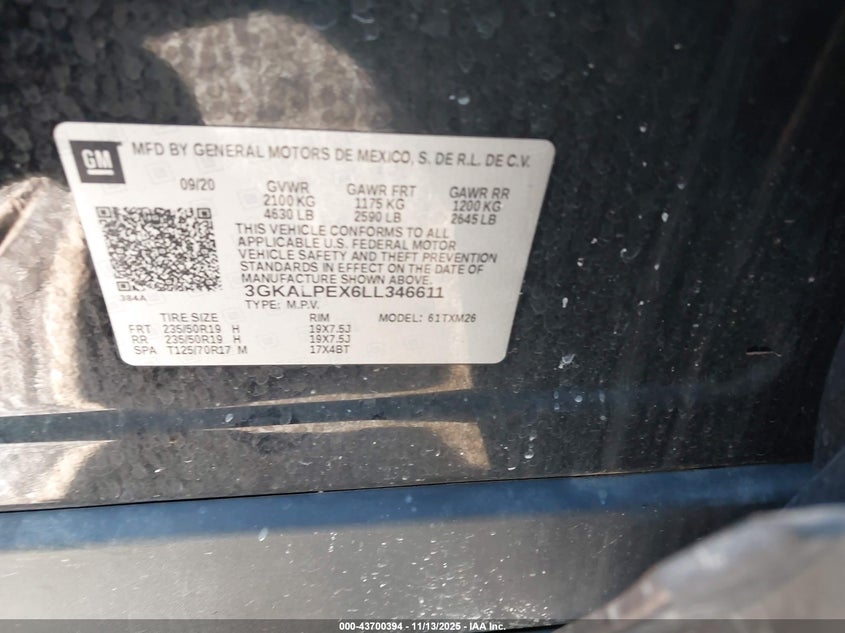 GM
MFD BY GENERAL MOTORS DE MEXICO, S. DE R.L. DE C.V.
09/20 GVWR GAWR FRT GAWR RR
2100 KG 1175 KG 1200 KG
4630 LB 2590 LB 2645 LB
THIS VEHICLE CONFORMS TO ALL
APPLICABLE U.S. FEDERAL MOTOR
VEHICLE SAFETY AND THEFT PREVENTION
STANDARDS IN EFFECT ON THE DATE OF
MANUFACTURE SHOWN ABOVE.
384A
3GKALPEX6LL346611
TYPE: M.P.V.
TIRE SIZE RIM MODEL: 61TXM26
FRT 235/50R19 H 19X7.5J
RR 235/50R19 H 19X7.5J
SPA T125/70R17 M 17X4BT
000-43700394 - 11/13/2025 - IAA Inc.